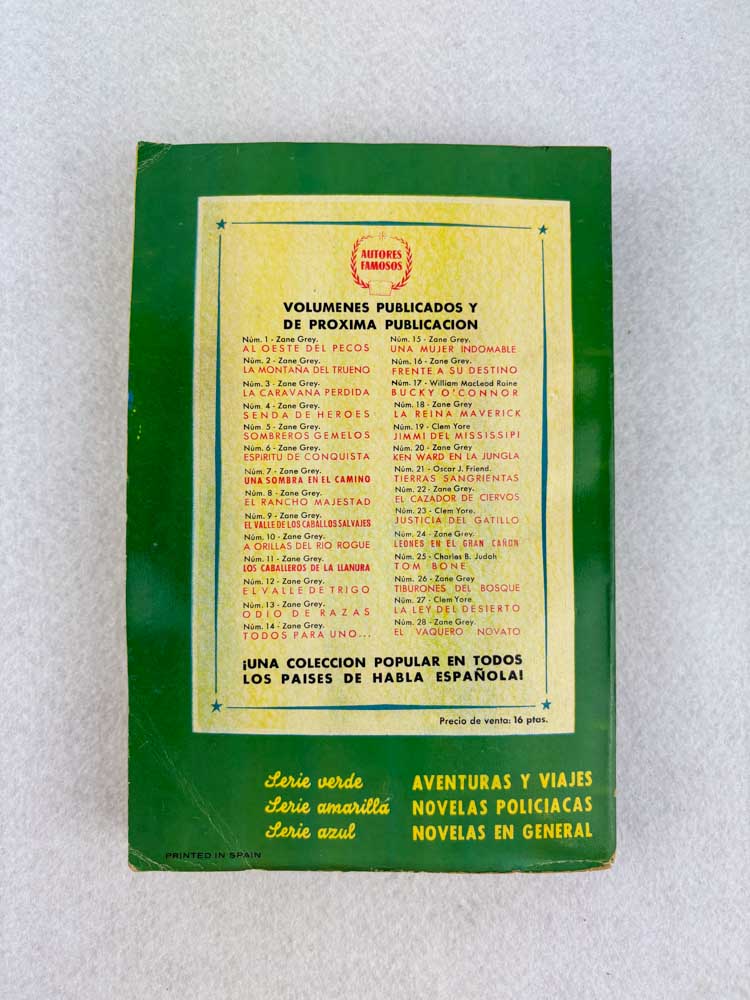 AUTORES
FAMOSOS
VOLUMENES PUBLICADOS Y
DE PROXIMA PUBLICACION
Núm. 1 - Zane Grey.
AL OESTE DEL PECOS
Núm. 2 - Zane Grey.
LA MONTAÑA DEL TRUENO
Núm. 3 - Zane Grey.
LA CARAVANA PERDIDA
Núm. 4 - Zane Grey.
SENDA DE HEROES
Núm. 5 - Zane Grey.
SOMBREROS GEMELOS
Núm. 6 - Zane Grey.
ESPIRITU DE CONQUISTA
Núm. 7 - Zane Grey.
UNA SOMBRA EN EL CAMINO
Núm. 8 - Zane Grey.
EL RANCHO MAJESTAD
Núm. 9 - Zane Grey.
EL VALLE DE LOS CABALLOS SALVAJES
Núm. 10 - Zane Grey.
A ORILLAS DEL RIO ROGUE
Núm. 11 - Zane Grey.
LOS CABALLEROS DE LA LLANURA
Núm. 12 - Zane Grey.
EL VALLE DE TRIGO
Núm. 13 - Zane Grey.
ODIO DE RAZAS
Núm. 14 - Zane Grey.
TODOS PARA UNO...
Núm. 15 - Zane Grey.
UNA MUJER INDOMABLE
Núm. 16 - Zane Grey.
FRENTE A SU DESTINO
Núm. 17 - William MacLeod Raine
BUCKY O'CONNOR
Núm. 18 - Zane Grey
LA REINA MAVERICK
Núm. 19 - Clem Yore
JIMMI DEL MISSISSIPI
Núm. 20 - Zane Grey
KEN WARD EN LA JUNGLA
Núm. 21 - Oscar J. Friend.
TIERRAS SANGRIENTAS
Núm. 22 - Zane Grey.
EL CAZADOR DE CIERVOS
Núm. 23 - Clem Yore.
JUSTICIA DEL GATILLO
Núm. 24 - Zane Grey.
LEONES EN EL GRAN CAÑON
Núm. 25 - Charles B. Judah
TOM BONE
Núm. 26 - Zane Grey
TIBURONES DEL BOSQUE
Núm. 27 - Clem Yore.
LA LEY DEL DESIERTO
Núm. 28 - Zane Grey.
EL VAQUERO NOVATO
¡UNA COLECCION POPULAR EN TODOS
LOS PAISES DE HABLA ESPAÑOLA!
Precio de venta: 16 ptas.
Serie verde AVENTURAS Y VIAJES
Serie amarillá NOVELAS POLICIACAS
Serie azul NOVELAS EN GENERAL
PRINTED IN SPAIN